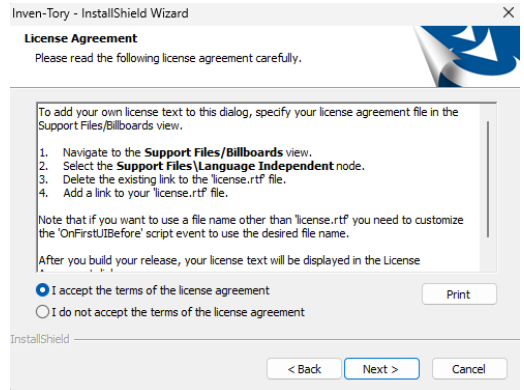 Inven-Tory - InstallShield Wizard
License Agreement
Please read the following license agreement carefully.
To add your own license text to this dialog, specify your license agreement file in the
Support Files/Billboards view.
1. Navigate to the Support Files/Billboards view.
2. Select the Support Files\Language Independent node.
3. Delete the existing link to the 'license.rtf' file.
4. Add a link to your 'license.rtf' file.
Note that if you want to use a file name other than 'license.rtf' you need to customize
the 'OnFirstUIBefore' script event to use the desired file name.
After you build your release, your license text will be displayed in the License
I accept the terms of the license agreement
Print
I do not accept the terms of the license agreement
InstallShield
< Back
Next >
Cancel